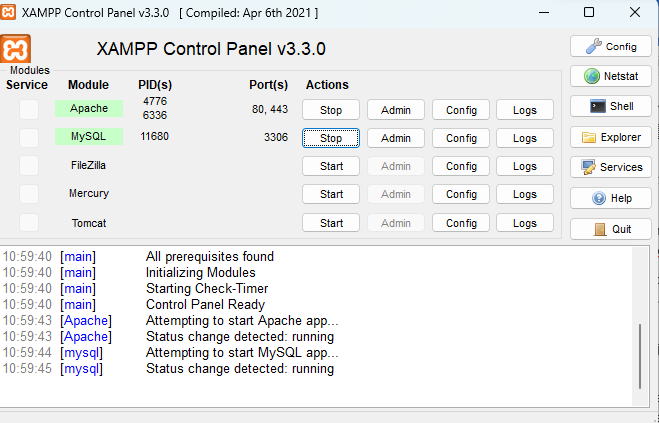 XAMPP Control Panel v3.3.0 [ Compiled: Apr 6th 2021 ]
XAMPP Control Panel v3.3.0
Config
Modules
Service Module PID(s) Port(s) Actions
Netstat
Apache 4776 6336 80, 443 Stop Admin Config Logs
Shell
MySQL 11680 3306 Stop Admin Config Logs
Explorer
FileZilla Start Admin Config Logs
Services
Mercury Start Admin Config Logs
Help
Tomcat Start Admin Config Logs
Quit
10:59:40 [main] All prerequisites found
10:59:40 [main] Initializing Modules
10:59:40 [main] Starting Check-Timer
10:59:40 [main] Control Panel Ready
10:59:43 [Apache] Attempting to start Apache app...
10:59:43 [Apache] Status change detected: running
10:59:44 [mysql] Attempting to start MySQL app...
10:59:45 [mysql] Status change detected: running